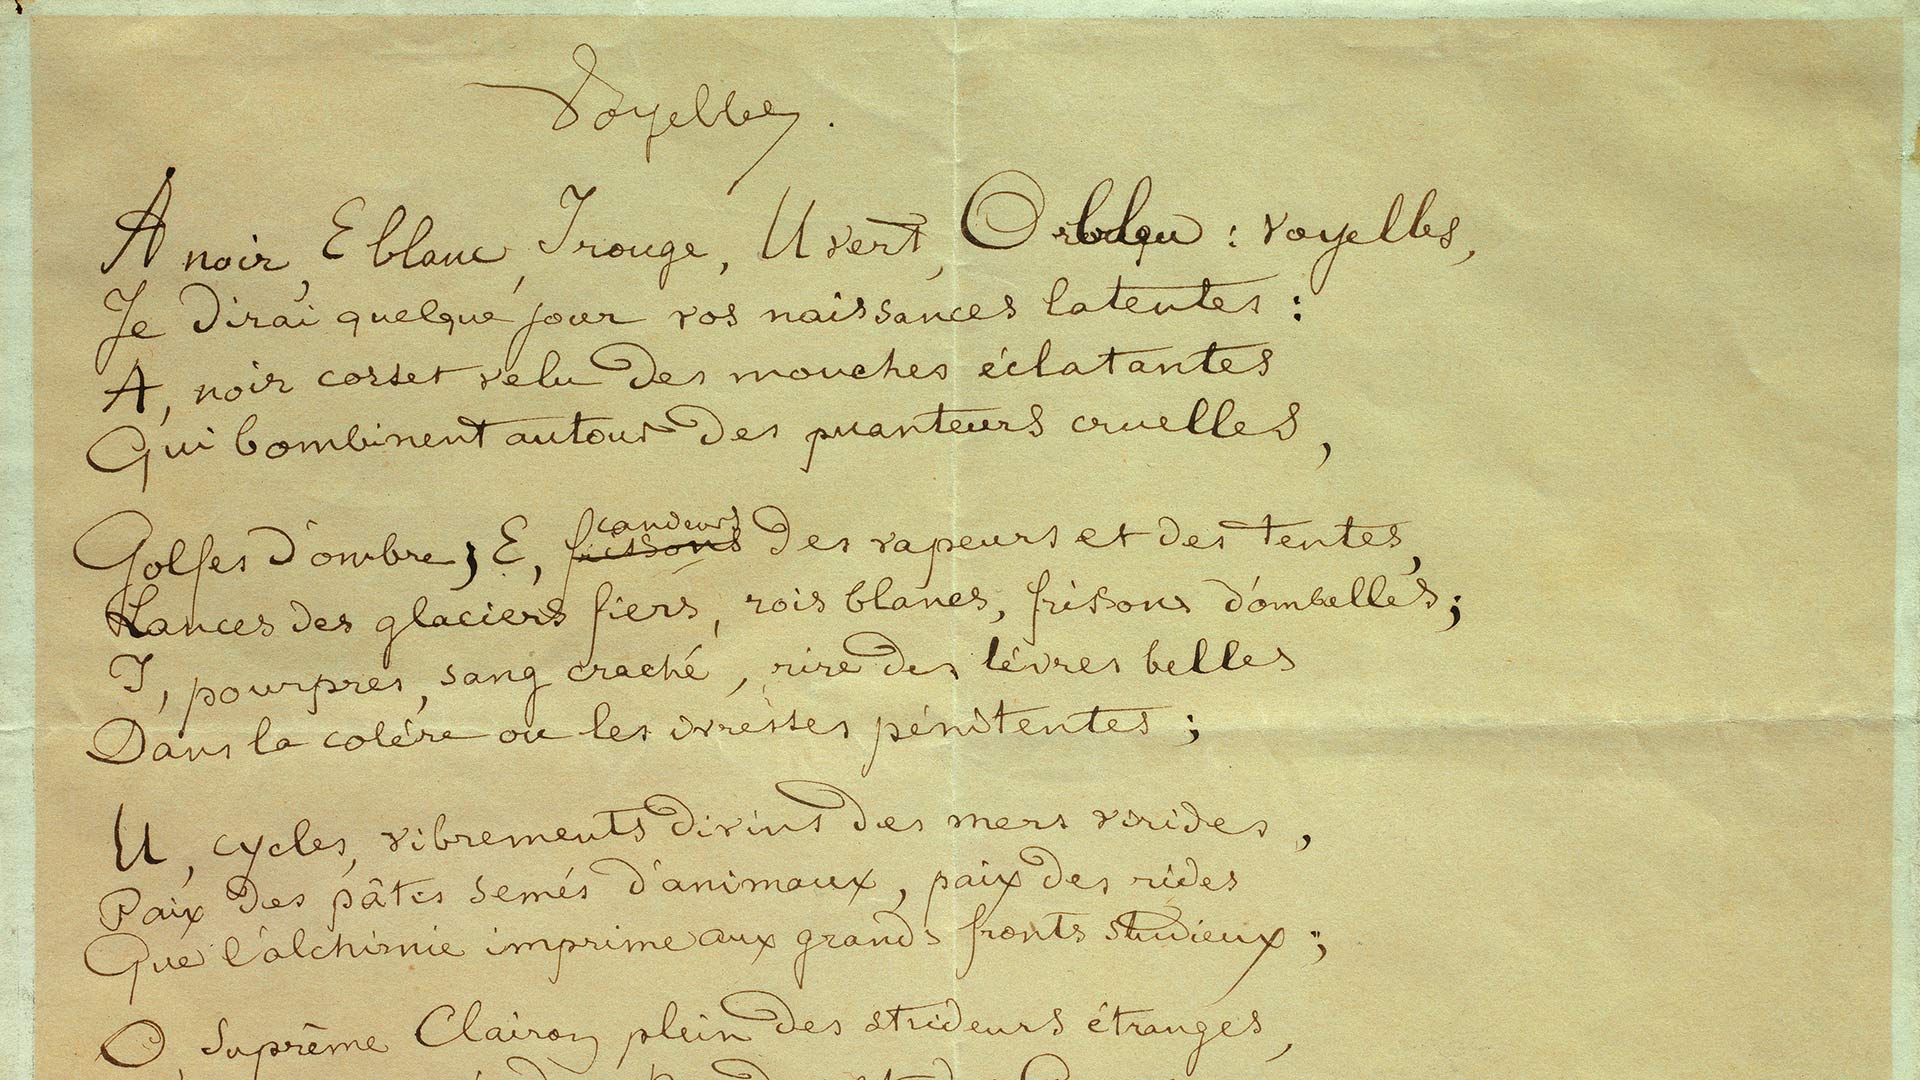 Voyelles.
A noir, E blanc, I rouge, U vert, O bleu : voyelles,
Je dirai quelque jour vos naissances latentes :
A, noir corset velu des mouches éclatantes
Qui bombinent autour des puanteurs cruelles,
Golfes d'ombre ; E, frissons candeurs des vapeurs et des tentes,
Lances des glaciers fiers, rois blancs, frissons d'ombelles ;
I, pourpres, sang craché, rire des lèvres belles
Dans la colère ou les ivresses pénitentes ;
U, cycles, vibrements divins des mers virides,
Paix des pâtis semés d'animaux, paix des rides
Que l'alchimie imprime aux grands fronts studieux ;
O, Suprême Clairon plein des strideurs étranges,